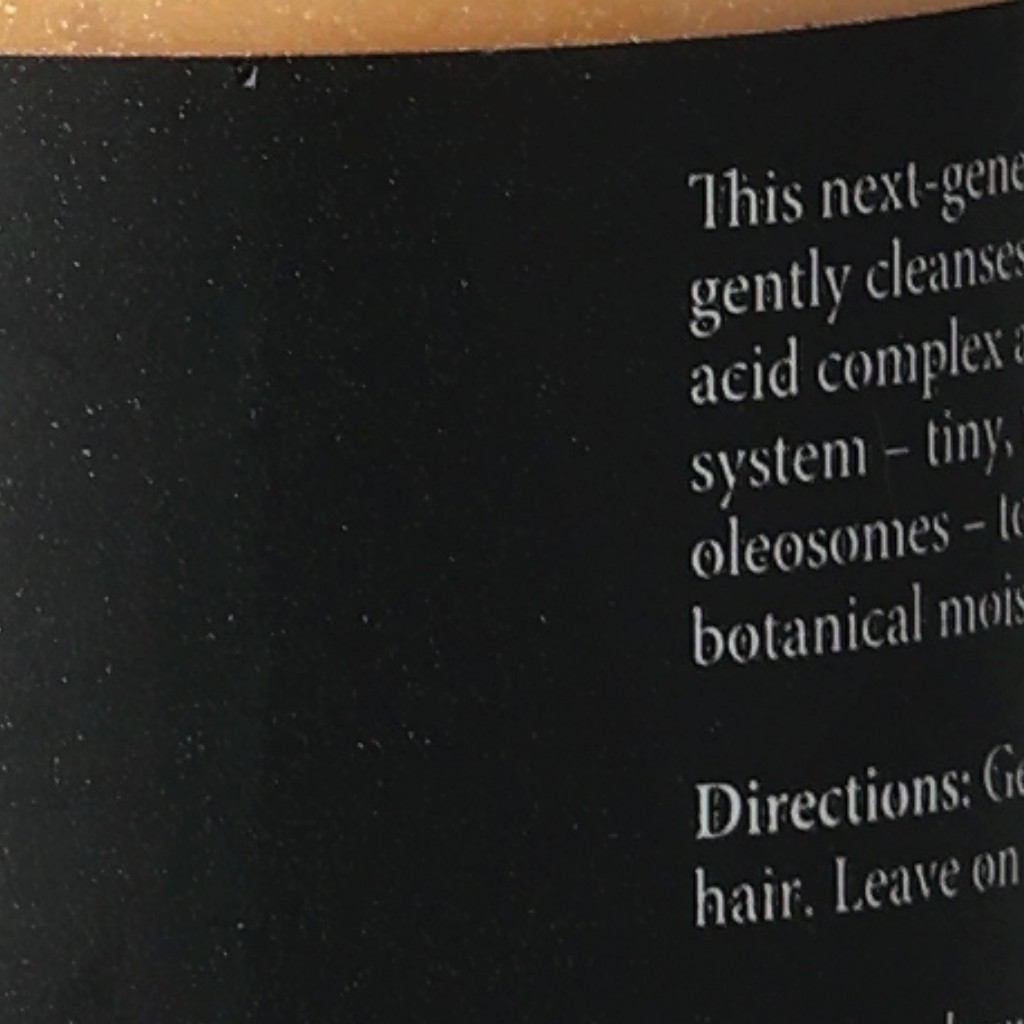 This next-gene
gently cleanses
acid complex a
system – tiny,
oleosomes – to
botanical mois
Directions: Ge
hair. Leave on